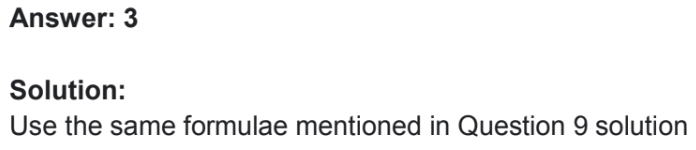 Answer: 3
Solution:
Use the same formulae mentioned in Question 9 solution